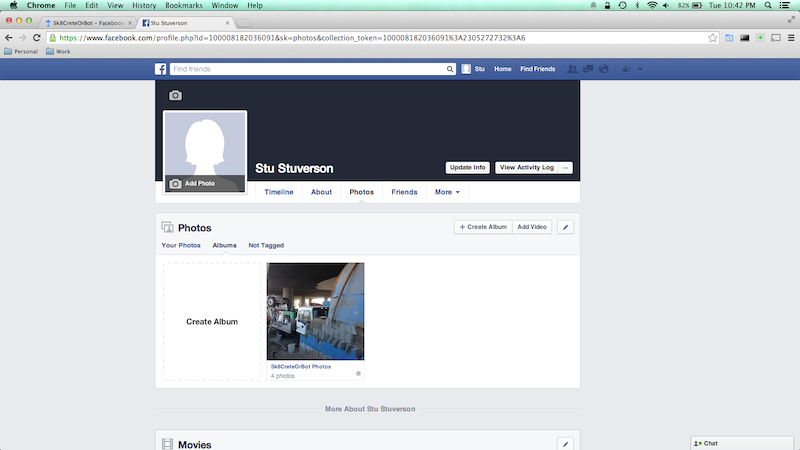 Chrome File Edit View History Bookmarks Window Help 82% Tue 10:42 PM
Sk8CreteOrBot – Facebook Stu Stuverson
https://www.facebook.com/profile.php?id=100008182036091&sk=photos&collection_token=100008182036091%3A2305272732%3A6
Personal Work
Find friends Stu Home Find Friends
Stu Stuverson Update Info View Activity Log ...
Add Photo
Timeline About Photos Friends More
Photos + Create Album Add Video
Your Photos Albums Not Tagged
Create Album
Sk8CreteOrBot Photos
4 photos
More About Stu Stuverson
Movies
Chat